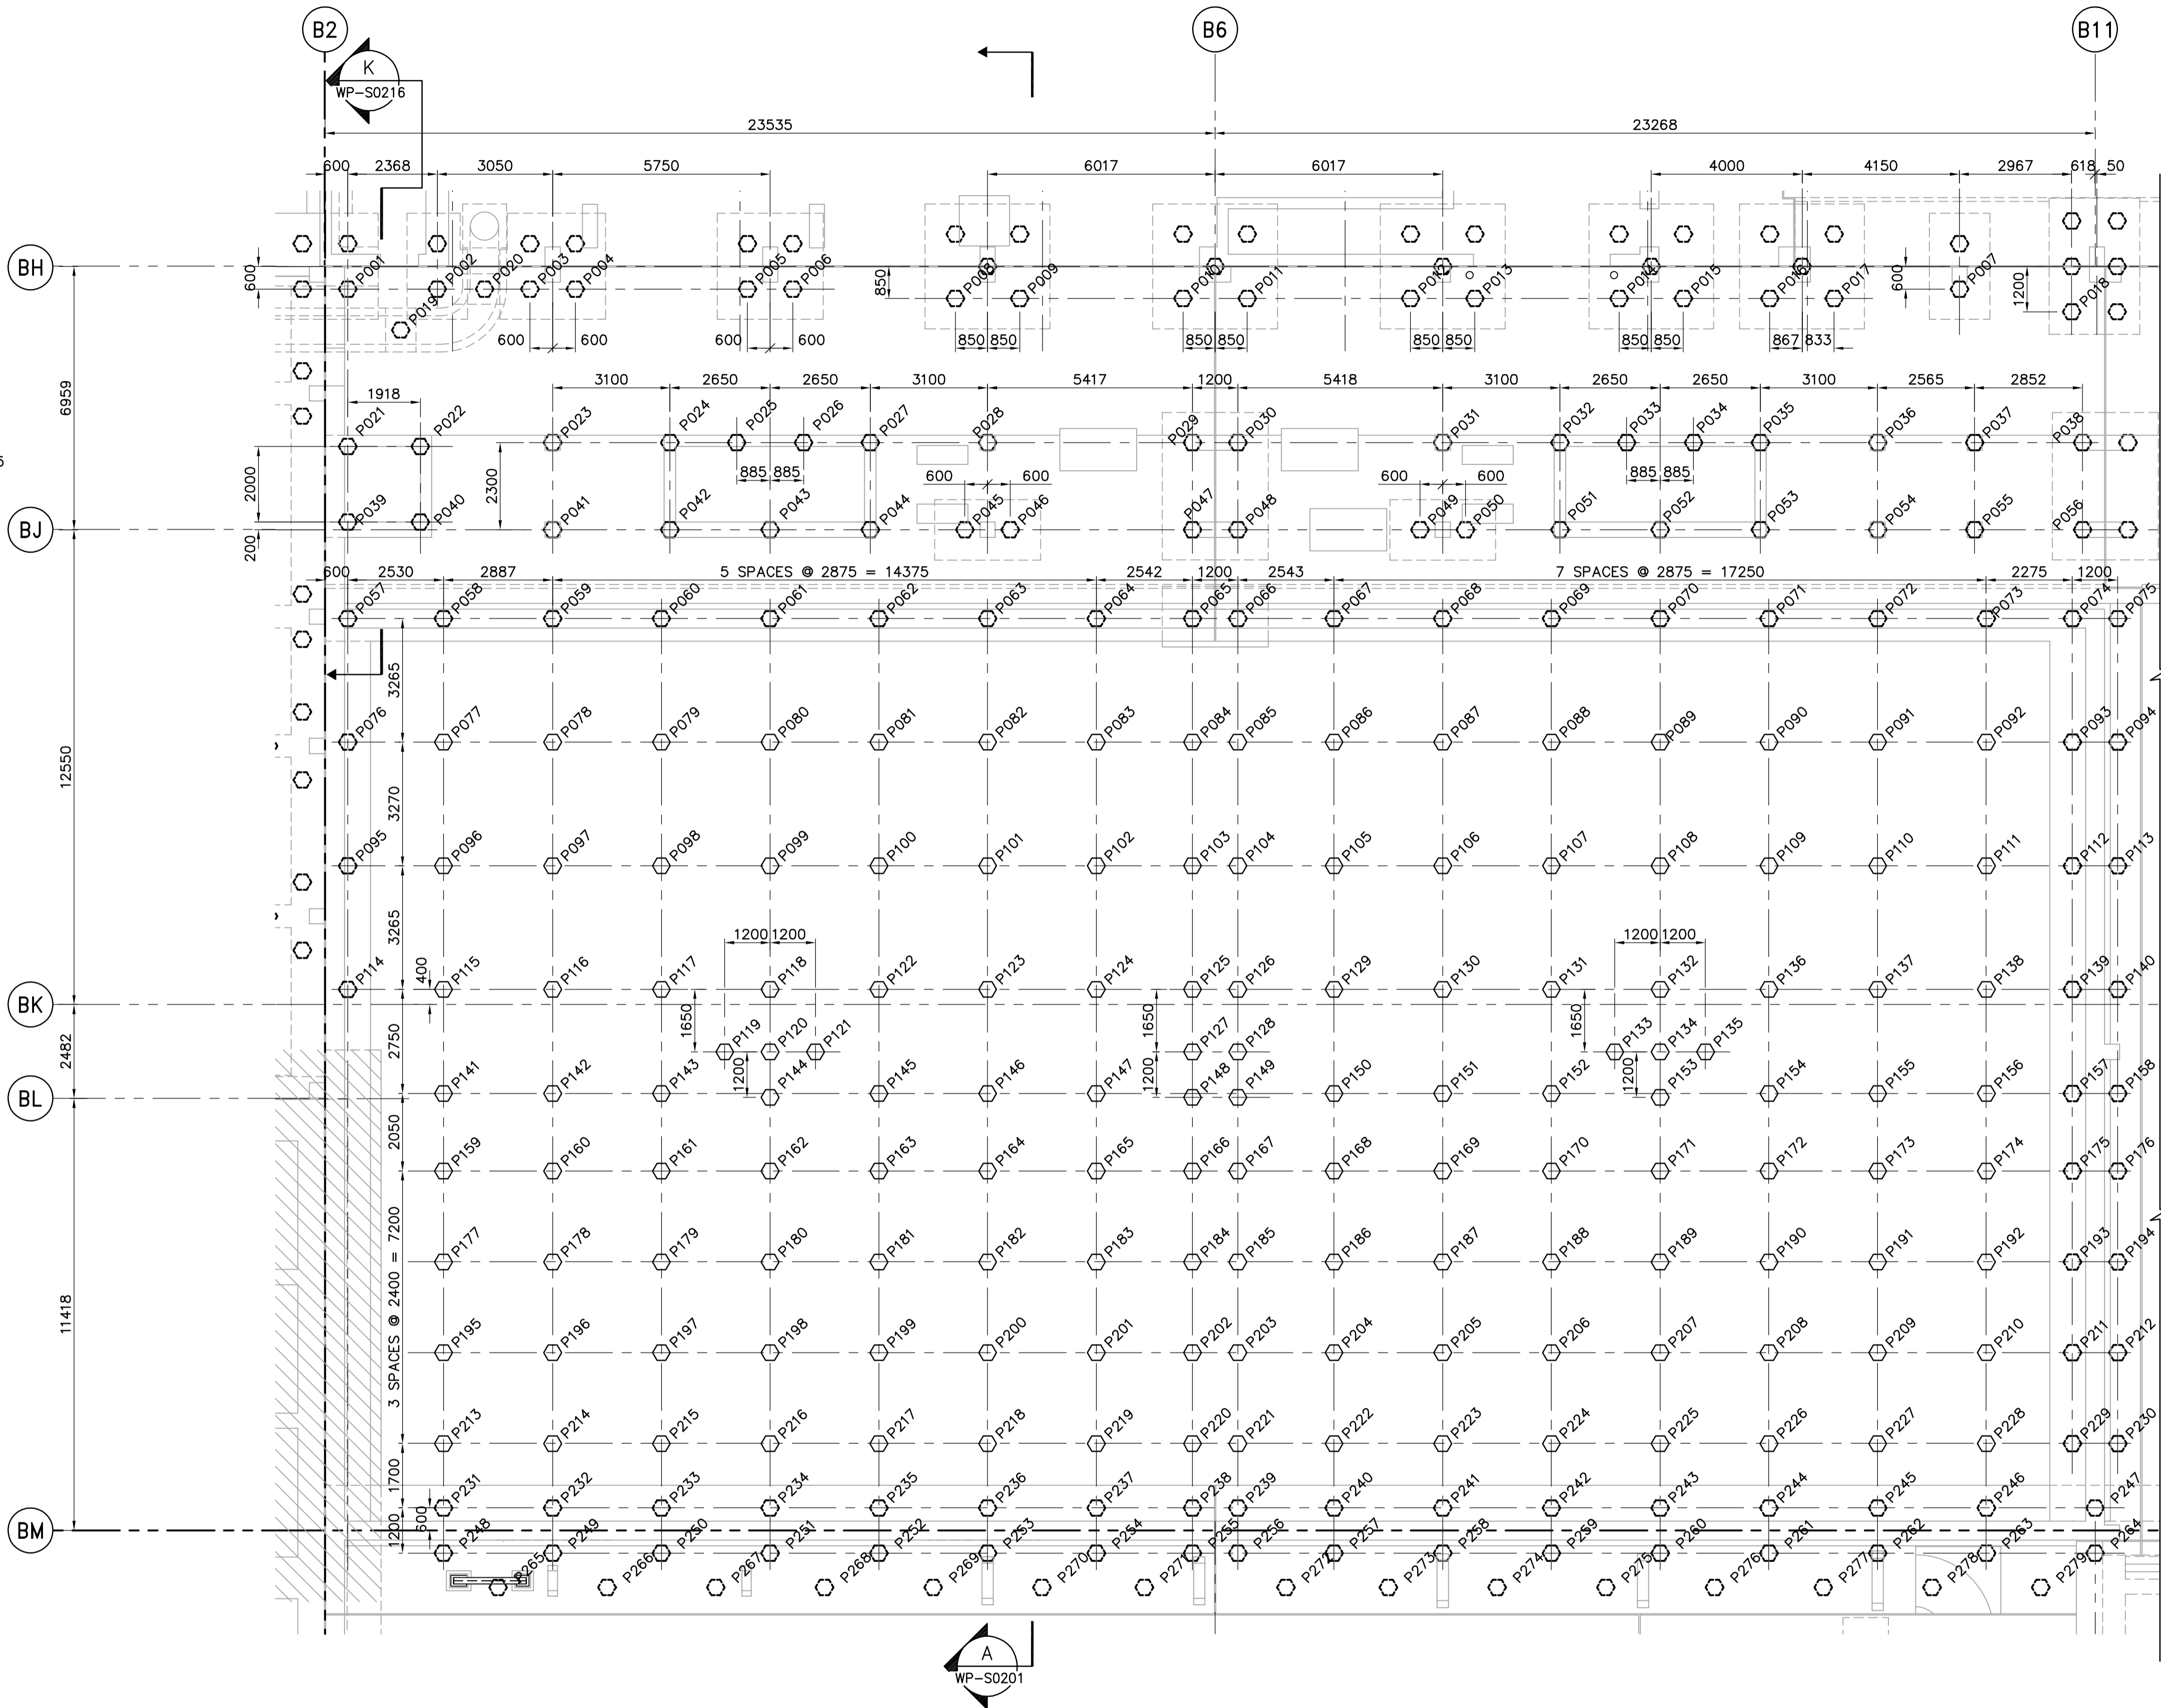 B2 B6 B11
K
WP-S0216
23535 23268
600 2368 3050 5750 6017 6017 4000 4150 2967 618 50
BH
600 850 600 1200
P001 P002 P020 P003 P004 P005 P006 P008 P009 P010 P011 P012 P013 P014 P015 P016 P017 P007 P018
P019
600 600 600 600 850 850 850 850 850 850 850 850 867 833
6959
3100 2650 2650 3100 5417 1200 5418 3100 2650 2650 3100 2565 2852
1918
P021 P022 P023 P024 P025 P026 P027 P028 P029 P030 P031 P032 P033 P034 P035 P036 P037 P038
2000 2300 885 885 600 600 600 600 885 885
P039 P040 P041 P042 P043 P044 P045 P046 P047 P048 P049 P050 P051 P052 P053 P054 P055 P056
BJ
200
600 2530 2887 5 SPACES @ 2875 = 14375 2542 1200 2543 7 SPACES @ 2875 = 17250 2275 1200
P057 P058 P059 P060 P061 P062 P063 P064 P065 P066 P067 P068 P069 P070 P071 P072 P073 P074 P075
3265
P076 P077 P078 P079 P080 P081 P082 P083 P084 P085 P086 P087 P088 P089 P090 P091 P092 P093 P094
12550
3270
P095 P096 P097 P098 P099 P100 P101 P102 P103 P104 P105 P106 P107 P108 P109 P110 P111 P112 P113
3265
1200 1200 1200 1200
400
P114 P115 P116 P117 P118 P122 P123 P124 P125 P126 P129 P130 P131 P132 P136 P137 P138 P139 P140
BK
2482
2750 1650 1650 1650
P119 P120 P121 P127 P128 P133 P134 P135
1200 1200 1200
P141 P142 P143 P144 P145 P146 P147 P148 P149 P150 P151 P152 P153 P154 P155 P156 P157 P158
BL
2050
P159 P160 P161 P162 P163 P164 P165 P166 P167 P168 P169 P170 P171 P172 P173 P174 P175 P176
3 SPACES @ 2400 = 7200
P177 P178 P179 P180 P181 P182 P183 P184 P185 P186 P187 P188 P189 P190 P191 P192 P193 P194
11418
P195 P196 P197 P198 P199 P200 P201 P202 P203 P204 P205 P206 P207 P208 P209 P210 P211 P212
P213 P214 P215 P216 P217 P218 P219 P220 P221 P222 P223 P224 P225 P226 P227 P228 P229 P230
1700
P231 P232 P233 P234 P235 P236 P237 P238 P239 P240 P241 P242 P243 P244 P245 P246 P247
600
BM
1200
P248 P249 P250 P251 P252 P253 P254 P255 P256 P257 P258 P259 P260 P261 P262 P263 P264
P265 P266 P267 P268 P269 P270 P271 P272 P273 P274 P275 P276 P277 P278 P279
A
WP-S0201